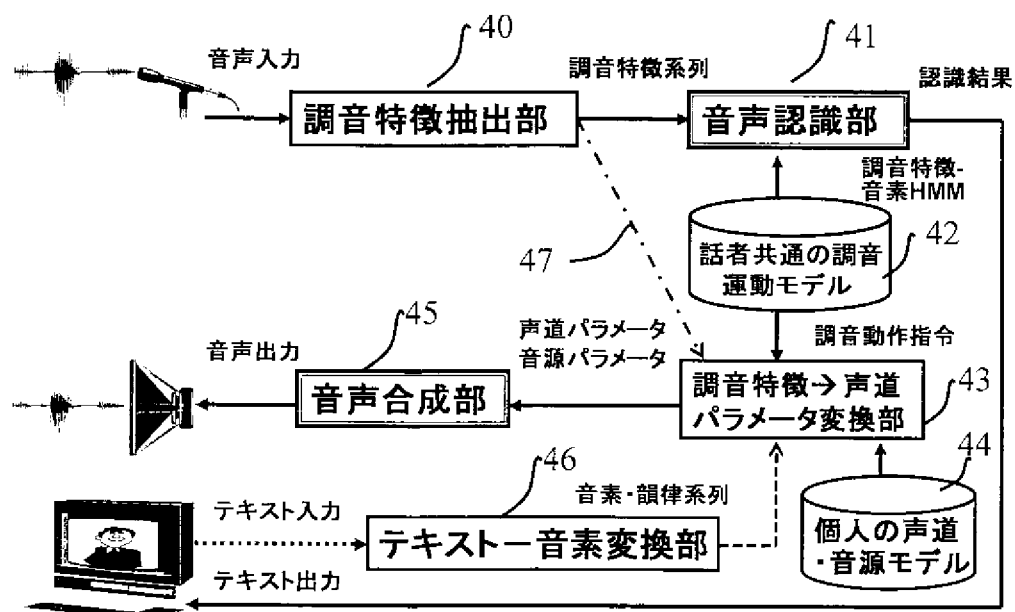 40
41
音声入力
調音特徴系列
認識結果
調音特徴抽出部
音声認識部
調音特徴-
音素HMM
42
話者共通の調音
運動モデル
47
45
声道パラメータ
音源パラメータ
調音動作指令
音声出力
音声合成部
調音特徴→声道
パラメータ変換部
43
44
46
音素・韻律系列
テキスト入力
テキストー音素変換部
個人の声道
・音源モデル
テキスト出力